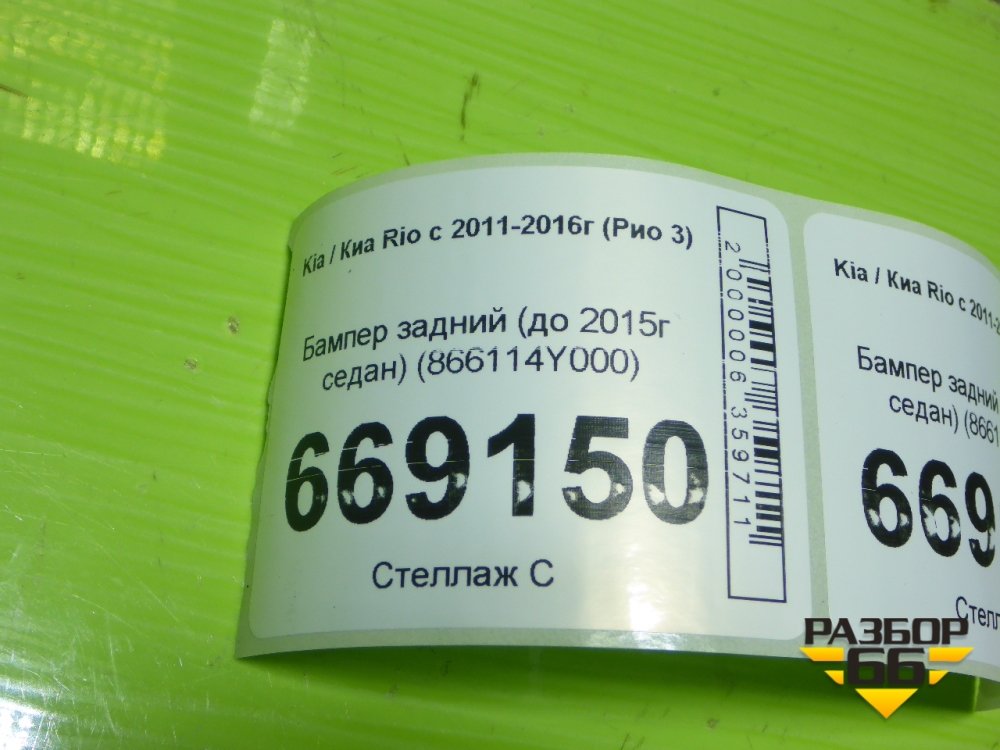 Kia / Киа Rio с 2011-2016г (Рио 3)
Бампер задний (до 2015г
седан) (866114Y000)
669150
Стеллаж С
2000006359711
Kia / Киа Rio с 2011-
Бампер задний
седан) (8661
669
Стелл
РАЗБОР
66